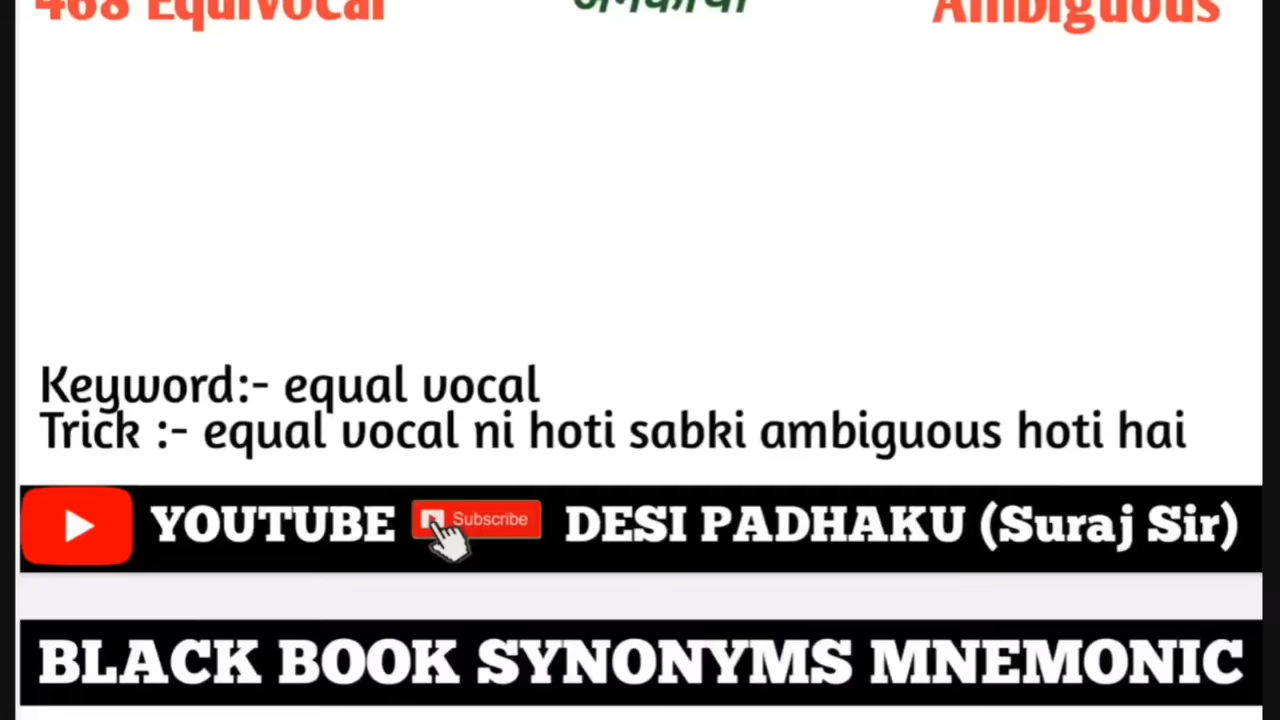 468 Equivocal अनेकार्थी Ambiguous
Keyword:- equal vocal
Trick :- equal vocal ni hoti sabki ambiguous hoti hai
YOUTUBE Subscribe DESI PADHAKU (Suraj Sir)
BLACK BOOK SYNONYMS MNEMONIC